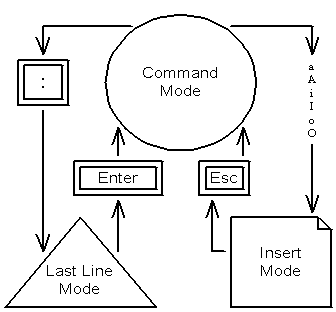 Command
Mode
:
a
A
i
I
o
O
Enter
Esc
Last Line
Mode
Insert
Mode